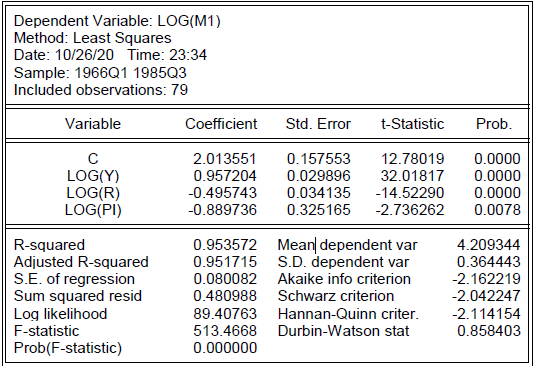 Dependent Variable: LOG(M1)
Method: Least Squares
Date: 10/26/20 Time: 23:34
Sample: 1966Q1 1985Q3
Included observations: 79
Variable Coefficient Std. Error t-Statistic Prob.
C 2.013551 0.157553 12.78019 0.0000
LOG(Y) 0.957204 0.029896 32.01817 0.0000
LOG(R) -0.495743 0.034135 -14.52290 0.0000
LOG(PI) -0.889736 0.325165 -2.736262 0.0078
R-squared 0.953572 Mean dependent var 4.209344
Adjusted R-squared 0.951715 S.D. dependent var 0.364443
S.E. of regression 0.080082 Akaike info criterion -2.162219
Sum squared resid 0.480988 Schwarz criterion -2.042247
Log likelihood 89.40763 Hannan-Quinn criter. -2.114154
F-statistic 513.4668 Durbin-Watson stat 0.858403
Prob(F-statistic) 0.000000